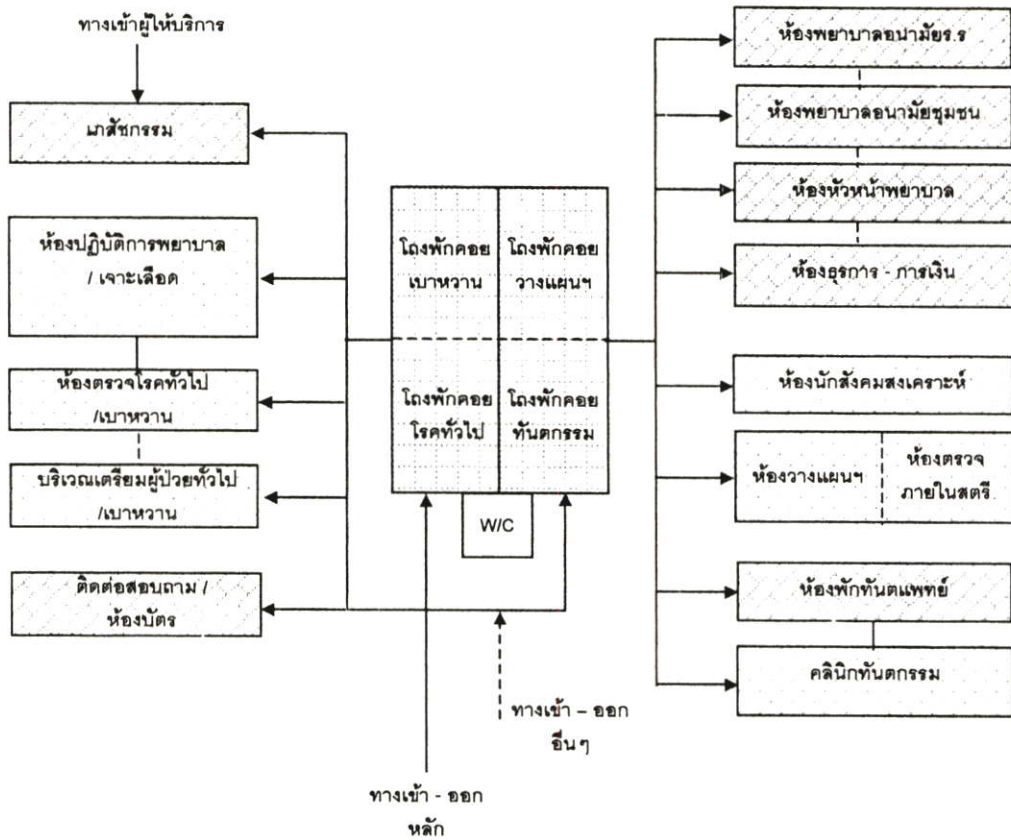 ทางเข้าผู้ให้บริการ
เภสัชกรรม
ห้องปฏิบัติการพยาบาล
/ เจาะเลือด
ห้องตรวจโรคทั่วไป
/เบาหวาน
บริเวณเตรียมผู้ป่วยทั่วไป
/เบาหวาน
ติดต่อสอบถาม /
ห้องบัตร
โถงพักคอย
เบาหวาน
โถงพักคอย
วางแผนฯ
โถงพักคอย
โรคทั่วไป
โถงพักคอย
ทันตกรรม
W/C
ทางเข้า – ออก
อื่นๆ
ทางเข้า - ออก
หลัก
ห้องพยาบาลอนามัยร.ร
ห้องพยาบาลอนามัยชุมชน
ห้องหัวหน้าพยาบาล
ห้องธุรการ - การเงิน
ห้องนักสังคมสงเคราะห์
ห้องวางแผนฯ
ห้องตรวจ
ภายในสตรี
ห้องพักทันตแพทย์
คลินิกทันตกรรม